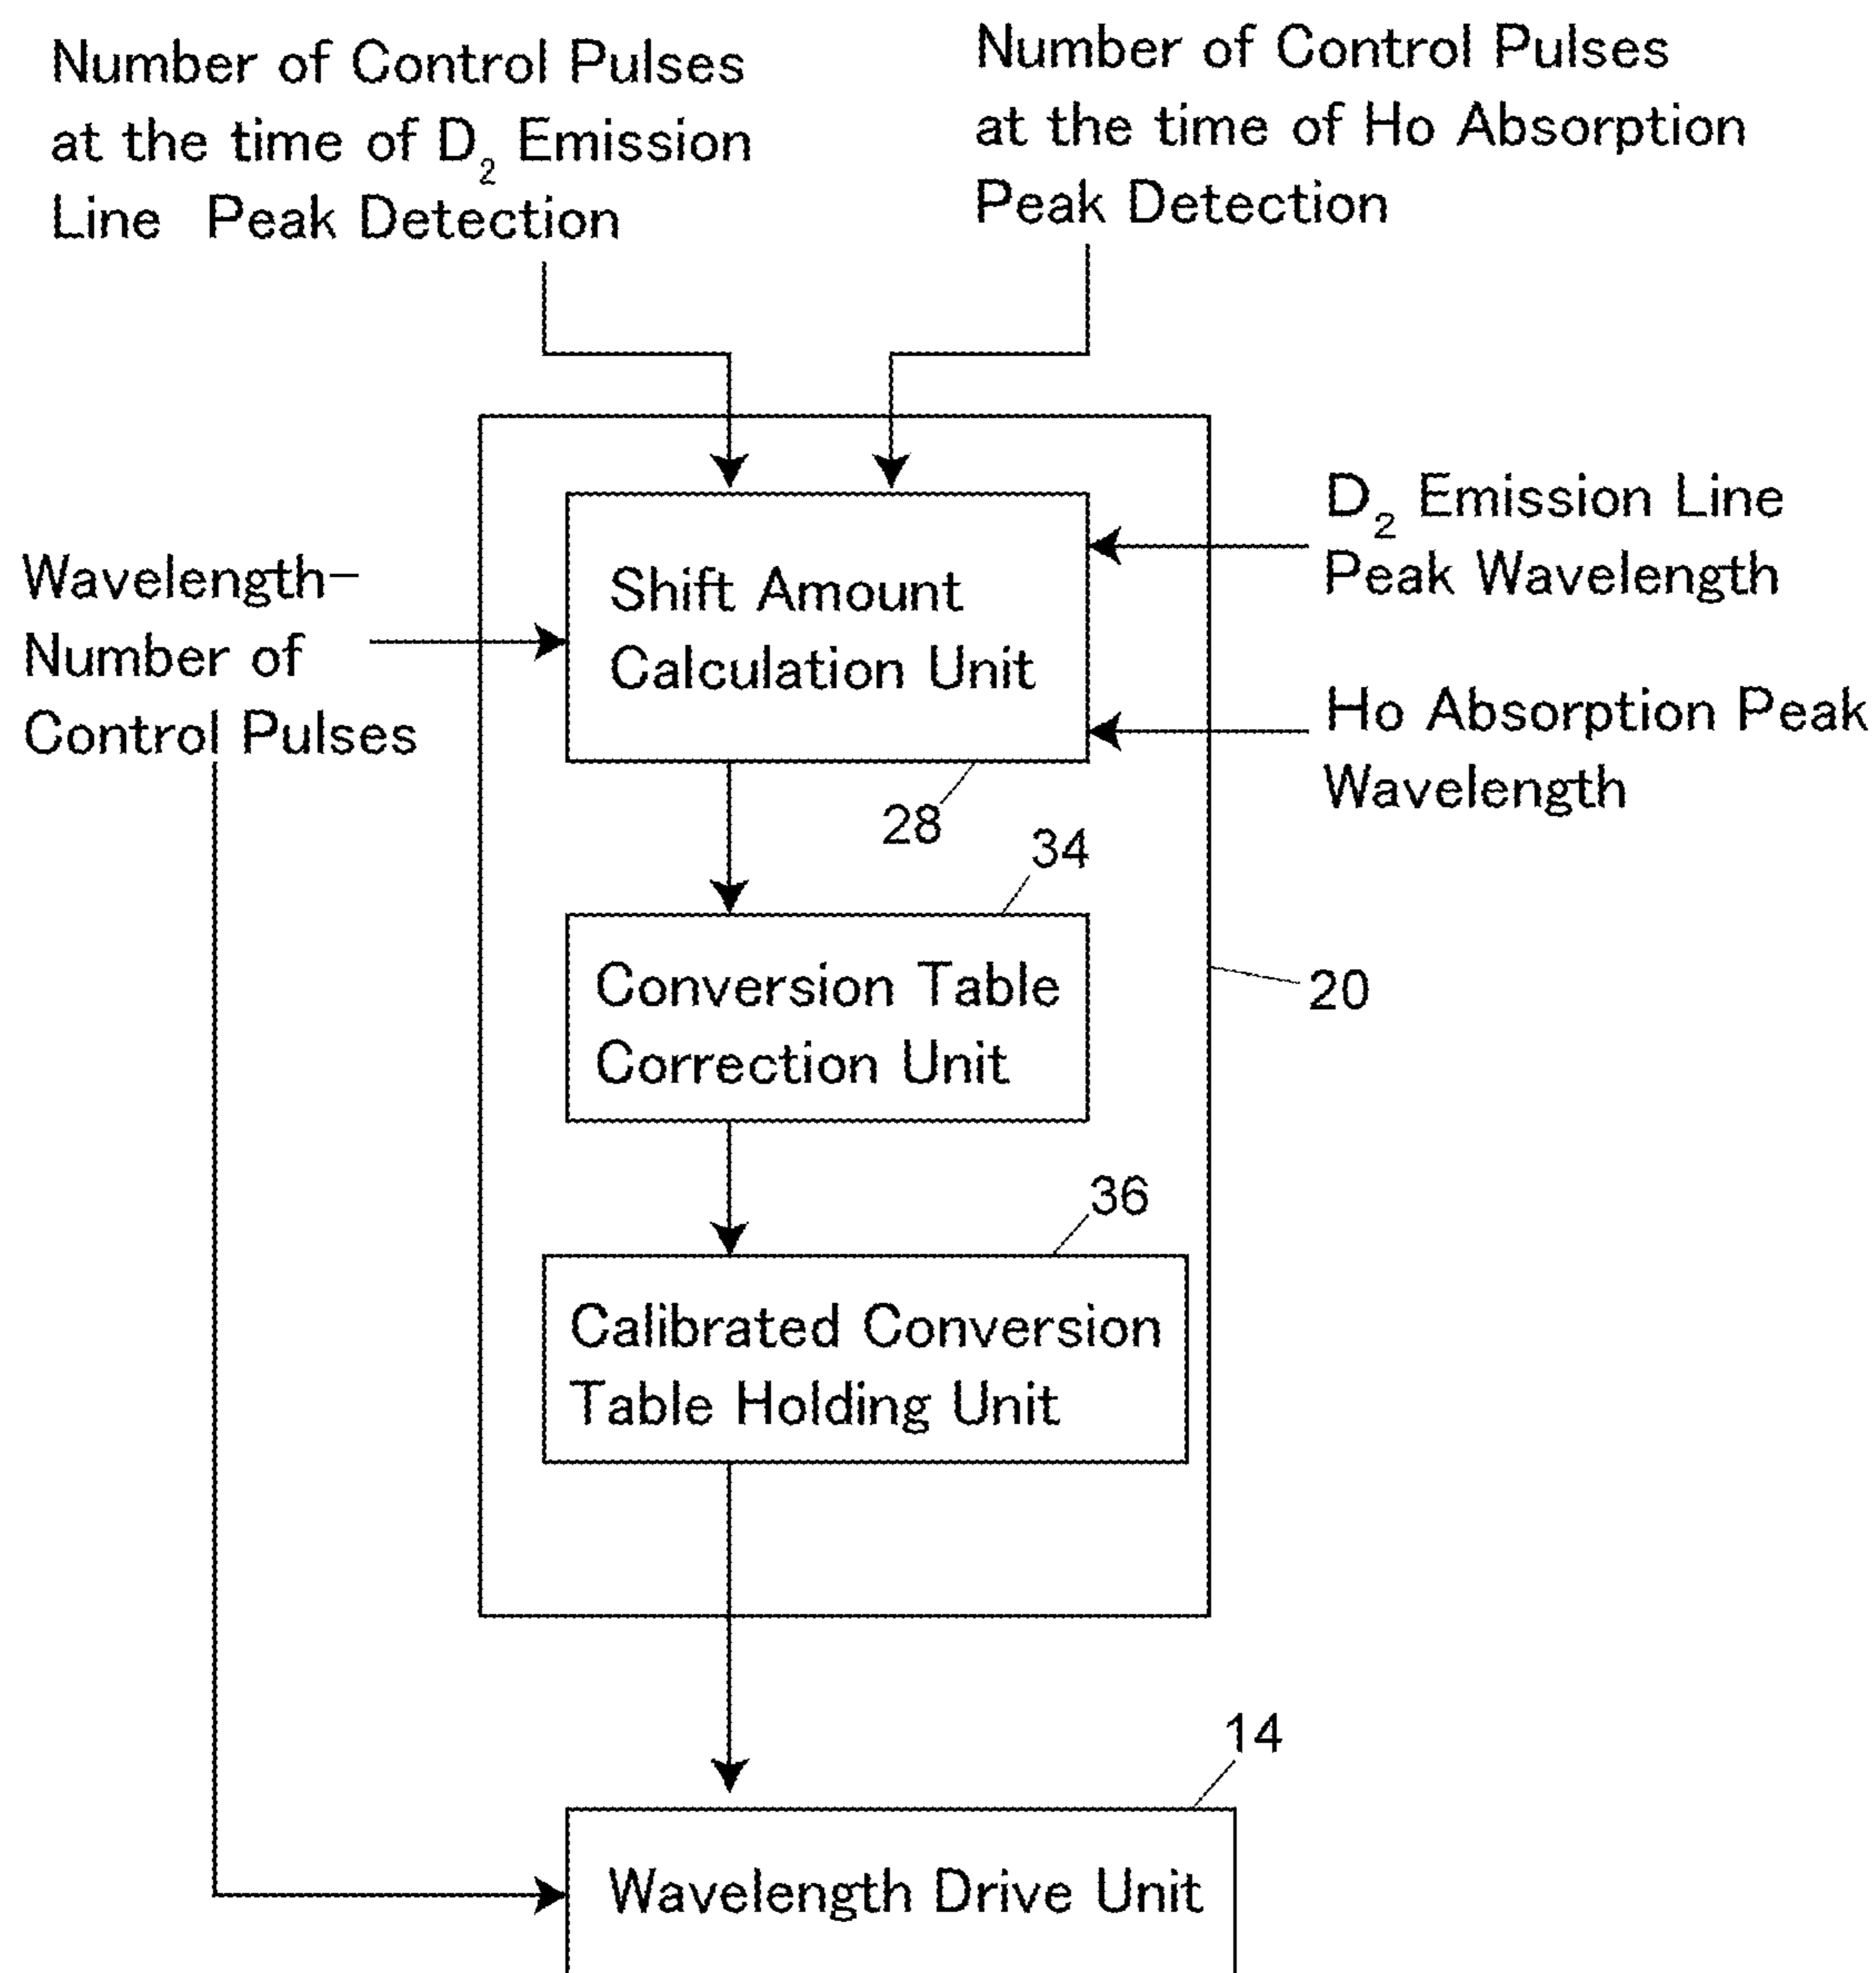 Number of Control Pulses
at the time of D₂ Emission
Line Peak Detection
Number of Control Pulses
at the time of Ho Absorption
Peak Detection
Wavelength-
Number of
Control Pulses
Shift Amount
Calculation Unit
D₂ Emission Line
Peak Wavelength
Ho Absorption Peak
Wavelength
28
34
Conversion Table
Correction Unit
20
36
Calibrated Conversion
Table Holding Unit
14
Wavelength Drive Unit